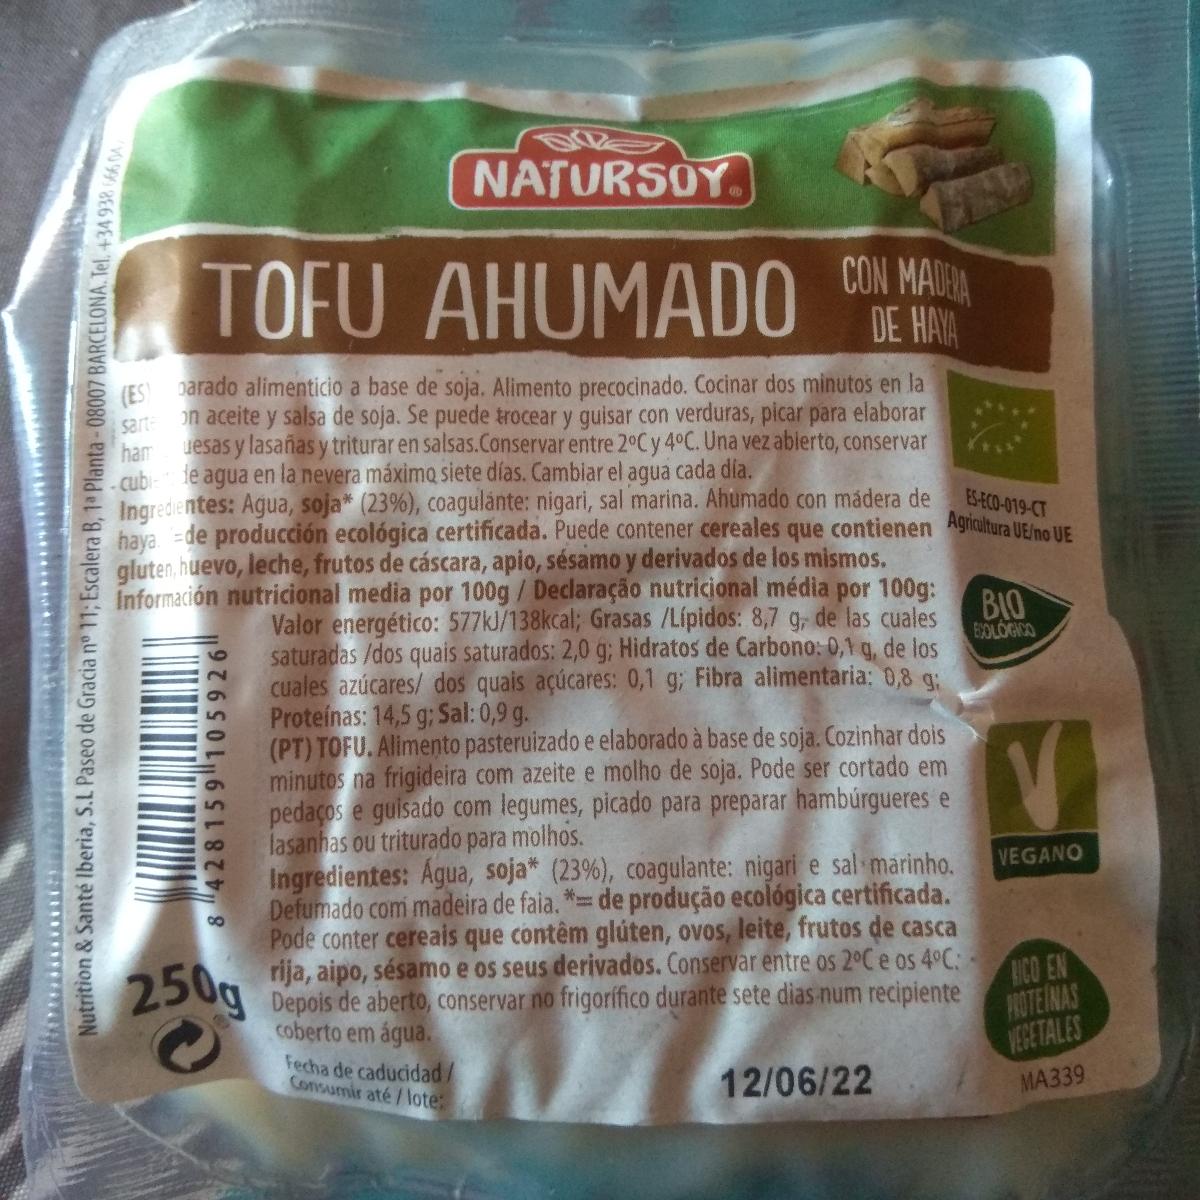 NATURSOY®
TOFU AHUMADO
CON MADERA
DE HAYA
(ES) parado alimenticio a base de soja. Alimento precocinado. Cocinar dos minutos en la
sarte on aceite y salsa de soja. Se puede trocear y guisar con verduras, picar para elaborar
ham uesas y lasañas y triturar en salsas.Conservar entre 2ºC y 4ºC. Una vez abierto, conservar
cubie de agua en la nevera máximo siete días. Cambiar el agua cada día.
Ingredientes: Agua, soja* (23%), coagulante: nigari, sal marina. Ahumado con madera de
haya. *=de producción ecológica certificada. Puede contener cereales que contienen
gluten, huevo, leche, frutos de cáscara, apio, sésamo y derivados de los mismos.
Información nutricional media por 100g / Declaração nutricional média por 100g:
Valor energético: 577kJ/138kcal; Grasas /Lípidos: 8,7 g, de las cuales
saturadas /dos quais saturados: 2,0 g; Hidratos de Carbono: 0,1 g, de los
cuales azúcares/ dos quais açúcares: 0,1 g; Fibra alimentaria: 0,8 g;
Proteínas: 14,5 g; Sal: 0,9 g.
(PT) TOFU. Alimento pasteruizado e elaborado à base de soja. Cozinhar dois
minutos na frigideira com azeite e molho de soja. Pode ser cortado em
pedaços e guisado com legumes, picado para preparar hambúrgueres e
lasanhas ou triturado para molhos.
Ingredientes: Água, soja* (23%), coagulante: nigari e sal marinho.
Defumado com madeira de faia. *= de produção ecológica certificada.
Pode conter cereais que contêm glúten, ovos, leite, frutos de casca
rija, aipo, sésamo e os seus derivados. Conservar entre os 2ºC e os 4ºC.
Depois de aberto, conservar no frigorífico durante sete dias num recipiente
coberto em água.
Fecha de caducidad /
Consumir até / lote:
12/06/22
ES-ECO-019-CT
Agricultura UE/no UE
BIO
ECOLÓGICO
V
VEGANO
RICO EN
PROTEÍNAS
VEGETALES
MA339
8 428159 105926
250g
Nutrition & Santé Iberia, S.L Paseo de Gracia nº 11; Escalera B, 1ª Planta - 08007 BARCELONA. Tel. +34 938 666 04